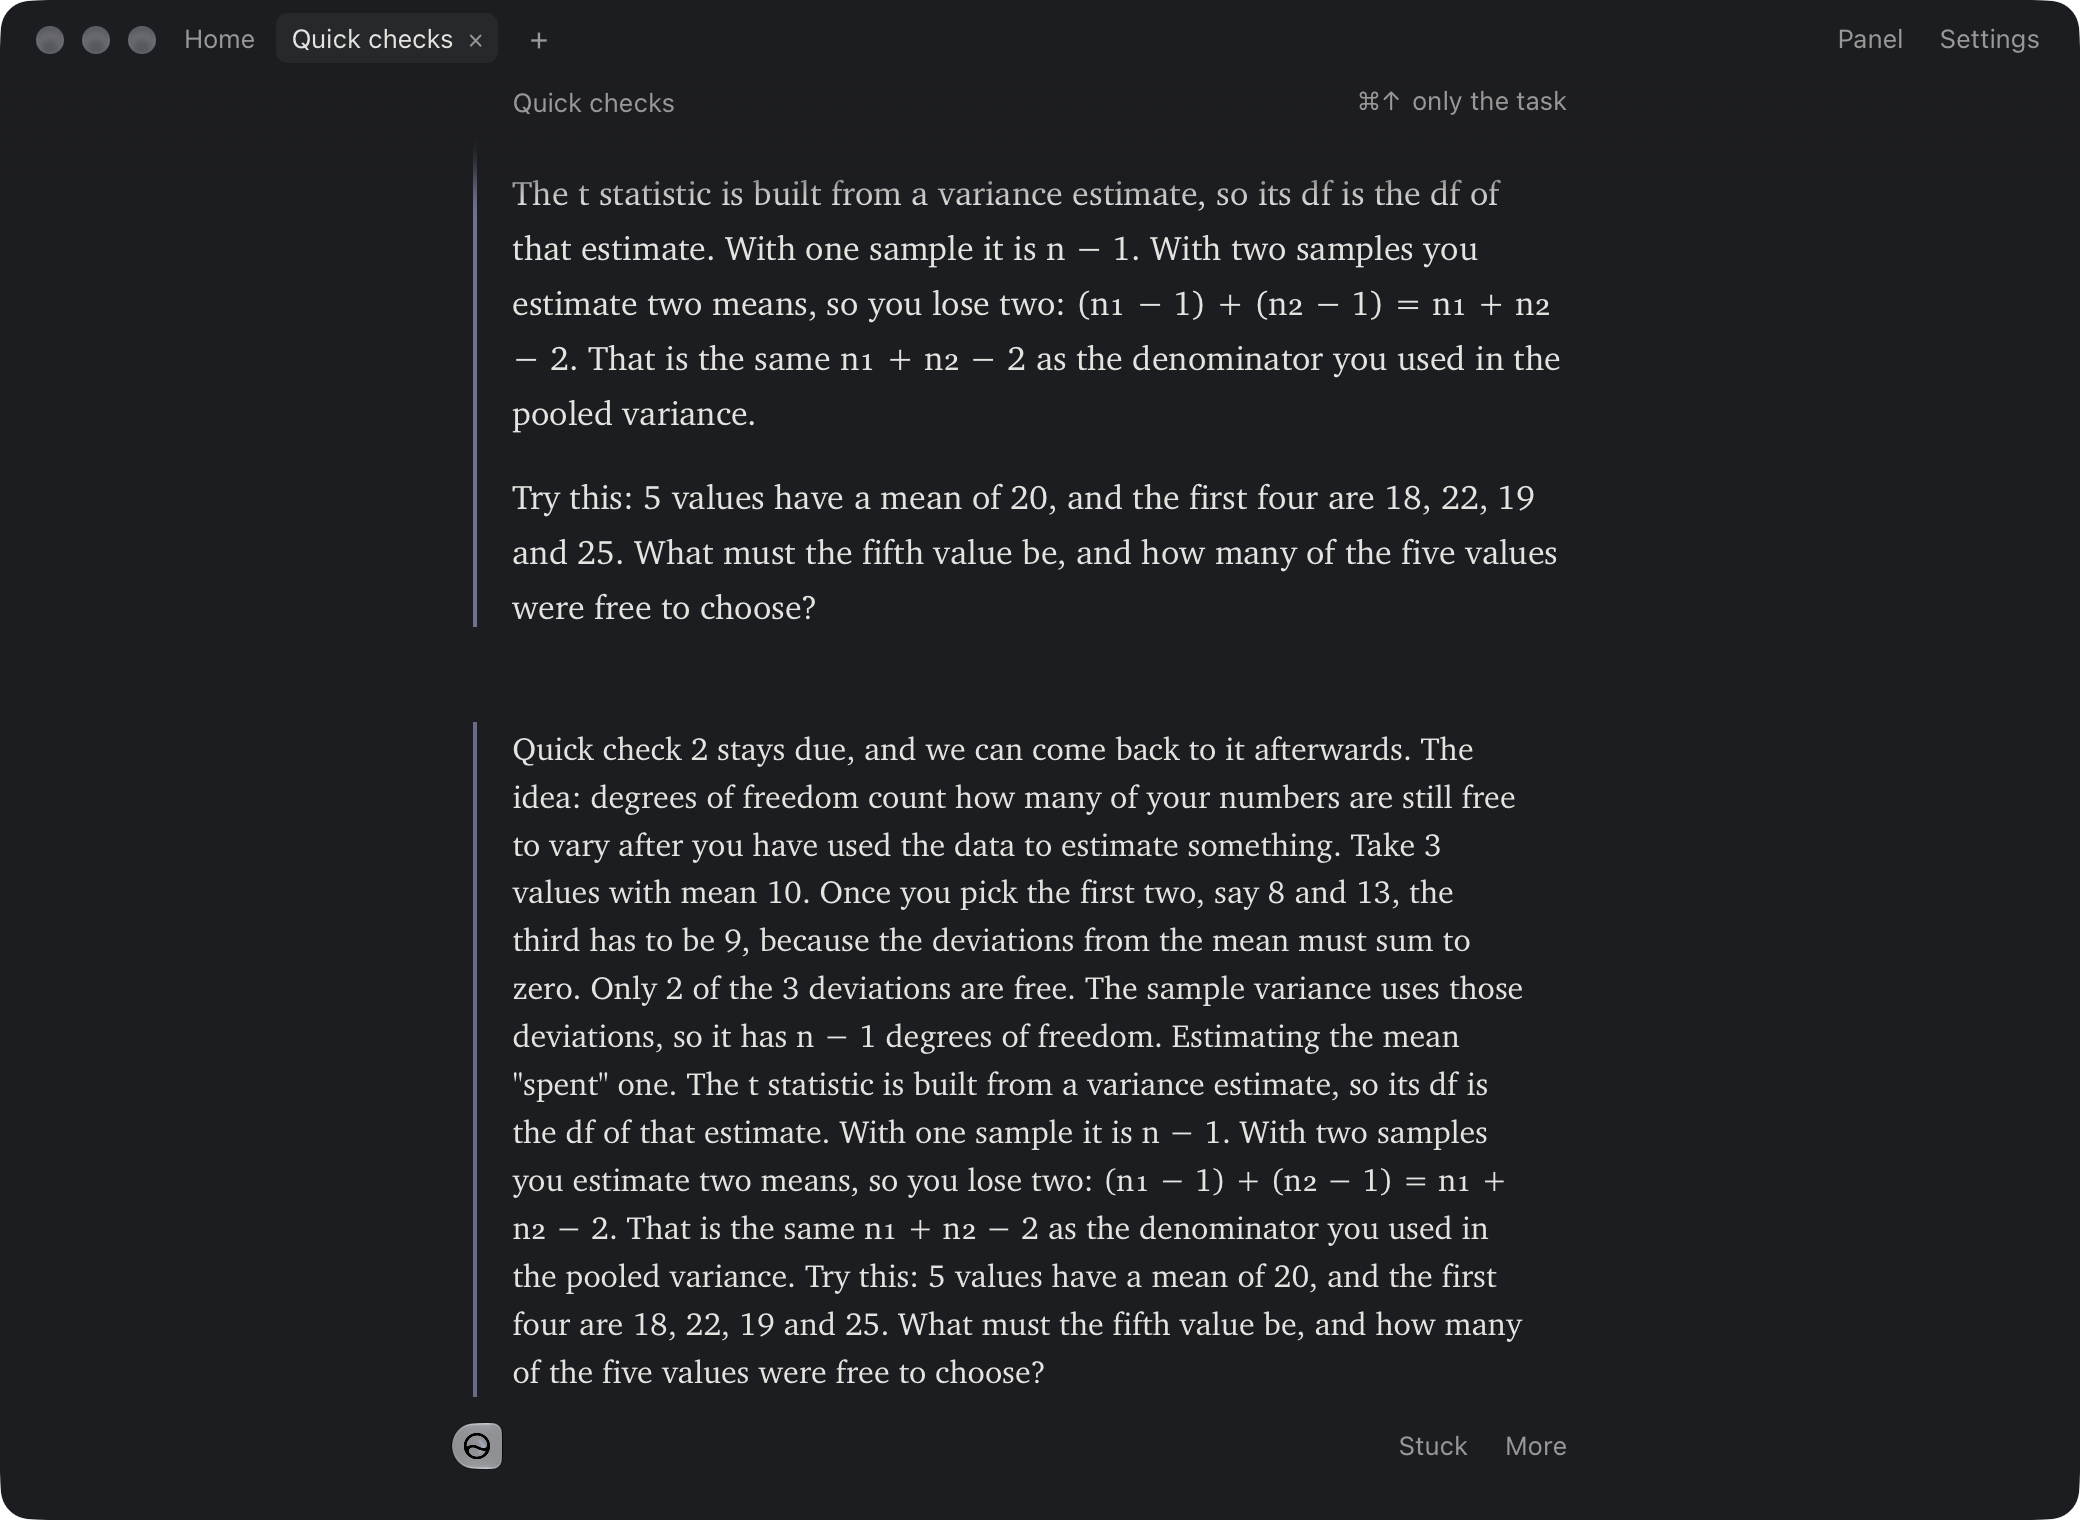 Home
Quick checks ×
+
Panel
Settings
Quick checks
⌘↑ only the task
The t statistic is built from a variance estimate, so its df is the df of
that estimate. With one sample it is n − 1. With two samples you
estimate two means, so you lose two: (n₁ − 1) + (n₂ − 1) = n₁ + n₂
− 2. That is the same n₁ + n₂ − 2 as the denominator you used in the
pooled variance.
Try this: 5 values have a mean of 20, and the first four are 18, 22, 19
and 25. What must the fifth value be, and how many of the five values
were free to choose?
Quick check 2 stays due, and we can come back to it afterwards. The
idea: degrees of freedom count how many of your numbers are still free
to vary after you have used the data to estimate something. Take 3
values with mean 10. Once you pick the first two, say 8 and 13, the
third has to be 9, because the deviations from the mean must sum to
zero. Only 2 of the 3 deviations are free. The sample variance uses those
deviations, so it has n − 1 degrees of freedom. Estimating the mean
"spent" one. The t statistic is built from a variance estimate, so its df is
the df of that estimate. With one sample it is n − 1. With two samples
you estimate two means, so you lose two: (n₁ − 1) + (n₂ − 1) = n₁ +
n₂ − 2. That is the same n₁ + n₂ − 2 as the denominator you used in
the pooled variance. Try this: 5 values have a mean of 20, and the first
four are 18, 22, 19 and 25. What must the fifth value be, and how many
of the five values were free to choose?
Stuck
More